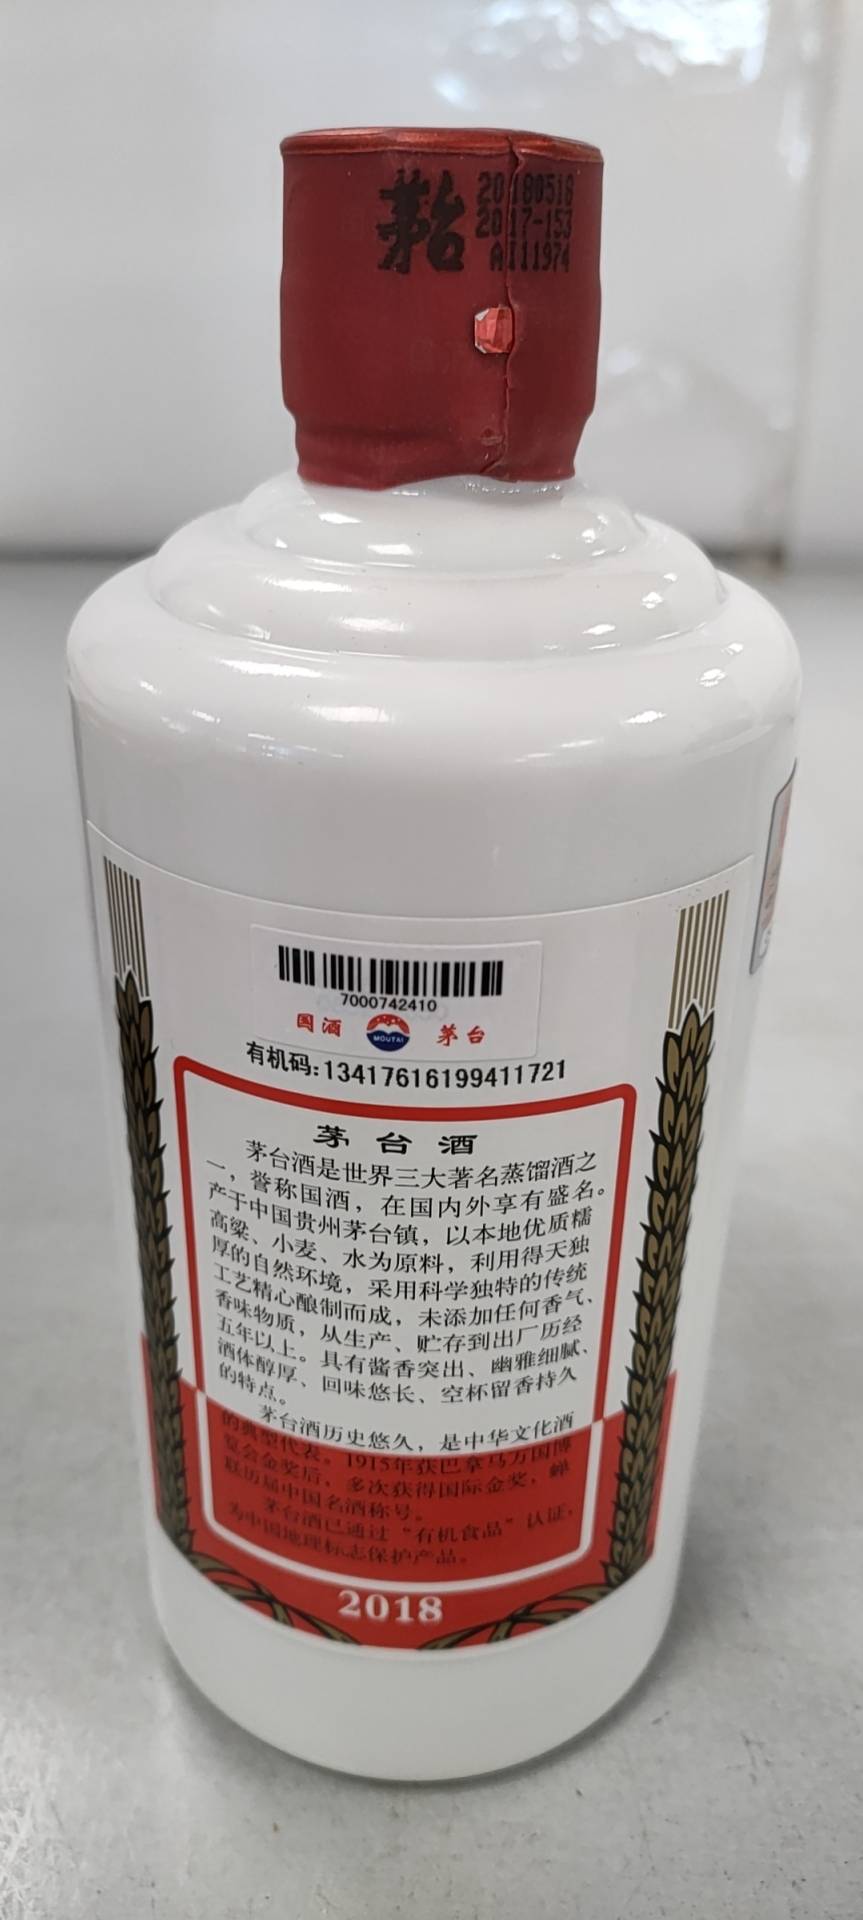 茅台
20180518
2017-153
AI11974
7000742410
国酒 MOUTAI 茅台
有机码:13417616199411721
茅台酒
茅台酒是世界三大著名蒸馏酒之
一，誉称国酒，在国内外享有盛名。
产于中国贵州茅台镇，以本地优质糯
高粱、小麦、水为原料，利用得天独
厚的自然环境，采用科学独特的传统
工艺精心酿制而成，未添加任何香气、
香味物质，从生产、贮存到出厂历经
五年以上。具有酱香突出、幽雅细腻、
酒体醇厚、回味悠长、空杯留香持久
的特点。
茅台酒历史悠久，是中华文化酒
的典型代表。1915年获巴拿马万国博
览会金奖后，多次获得国际金奖，蝉
联历届中国名酒称号。
茅台酒已通过“有机食品”认证，
为中国地理标志保护产品。
2018